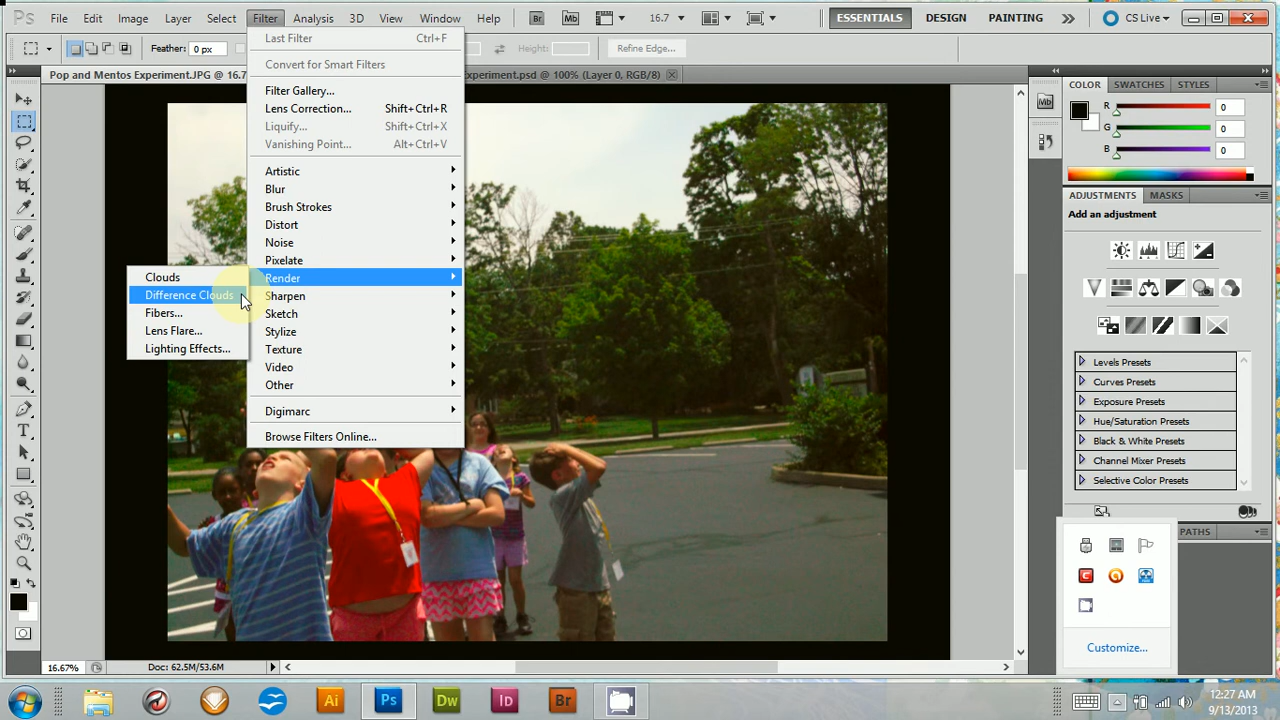 Ps File Edit Image Layer Select Filter Analysis 3D View Window Help Br Mb 16.7 ESSENTIALS DESIGN PAINTING CS Live
Feather: 0 px Height: Refine Edge...
Pop and Mentos Experiment.JPG @ 16.7 xperiment.psd @ 100% (Layer 0, RGB/8)
Last Filter Ctrl+F
Convert for Smart Filters
Filter Gallery...
Lens Correction... Shift+Ctrl+R
Liquify... Shift+Ctrl+X
Vanishing Point... Alt+Ctrl+V
Artistic
Blur
Brush Strokes
Distort
Noise
Pixelate
Render
Sharpen
Sketch
Stylize
Texture
Video
Other
Digimarc
Browse Filters Online...
Clouds
Difference Clouds
Fibers...
Lens Flare...
Lighting Effects...
Mb
COLOR SWATCHES STYLES
R 0
G 0
B 0
ADJUSTMENTS MASKS
Add an adjustment
Levels Presets
Curves Presets
Exposure Presets
Hue/Saturation Presets
Black & White Presets
Channel Mixer Presets
Selective Color Presets
PATHS
Customize...
16.67% Doc: 62.5M/53.6M
Ai Ps Dw Id Br
12:27 AM
9/13/2013